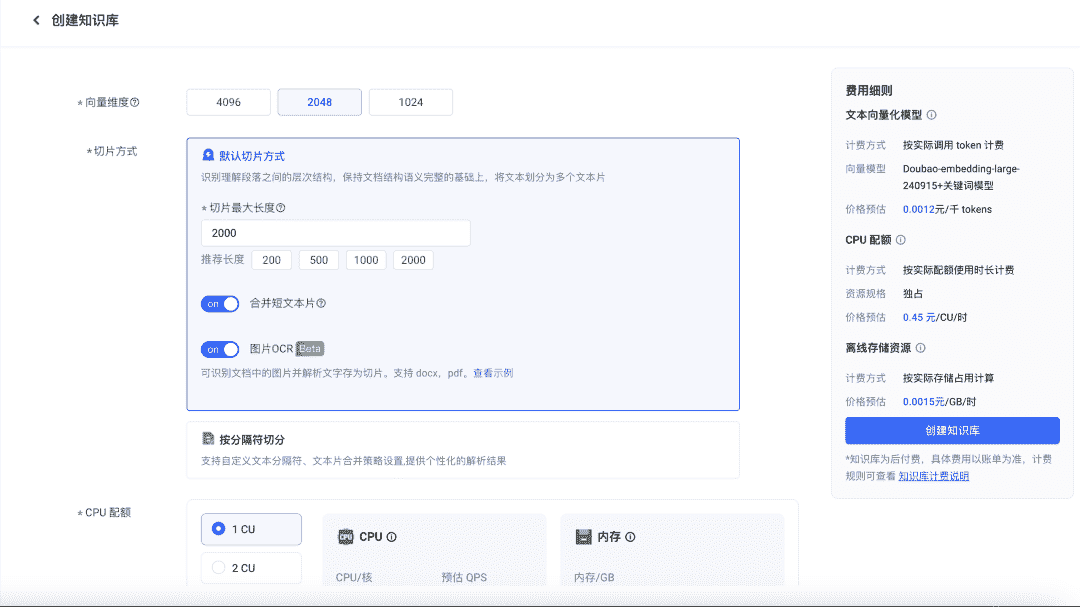 创建知识库
* 向量维度
4096
2048
1024
*切片方式
默认切片方式
识别理解段落之间的层次结构，保持文档结构语义完整的基础上，将文本划分为多个文本片
* 切片最大长度
2000
推荐长度
200
500
1000
2000
on 合并短文本片
on 图片OCR Beta
可识别文档中的图片并解析文字存为切片。支持 docx，pdf。查看示例
按分隔符切分
支持自定义文本分隔符、文本片合并策略设置,提供个性化的解析结果
* CPU 配额
1 CU
2 CU
CPU
CPU/核
预估 QPS
内存
内存/GB
费用细则
文本向量化模型
计费方式 按实际调用 token 计费
向量模型 Doubao-embedding-large-
240915+关键词模型
价格预估 0.0012元/千 tokens
CPU 配额
计费方式 按实际配额使用时长计费
资源规格 独占
价格预估 0.45 元/CU/时
离线存储资源
计费方式 按实际存储占用计算
价格预估 0.0015元/GB/时
创建知识库
*知识库为后付费，具体费用以账单为准，计费
规则可查看 知识库计费说明